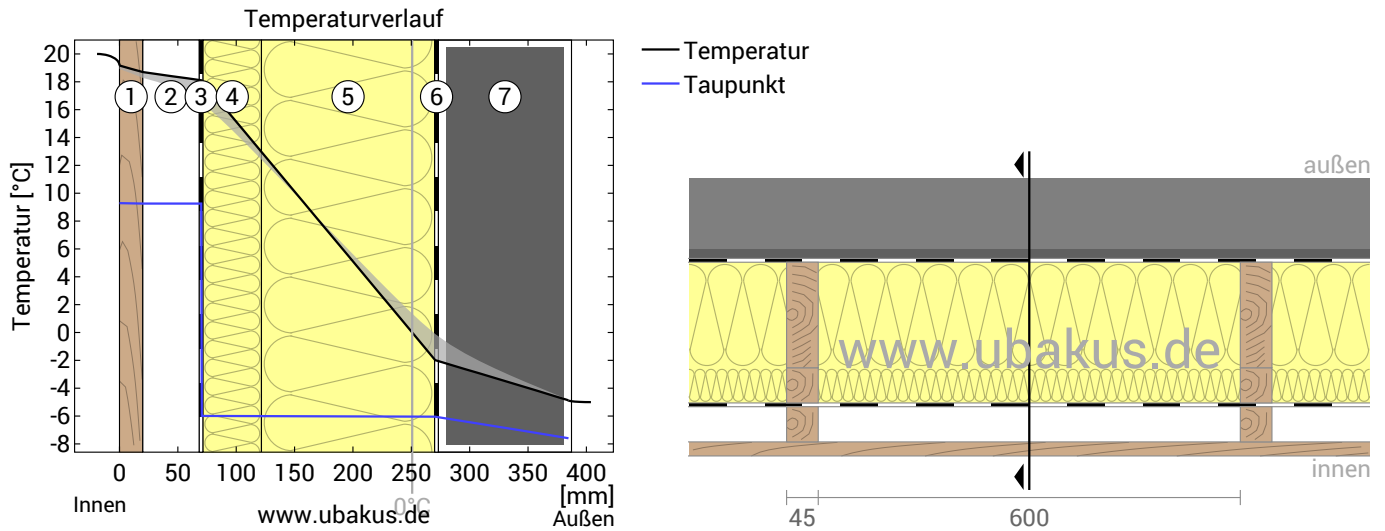 Temperaturverlauf
Temperatur [°C]
20
18
16
14
12
10
8
6
4
2
0
-2
-4
-6
-8
1
2
3
4
5
6
7
0
50
100
150
200
250
300
350
400
[mm]
Innen
0°C
www.ubakus.de
Außen
Temperatur
Taupunkt
außen
www.ubakus.de
innen
45
600